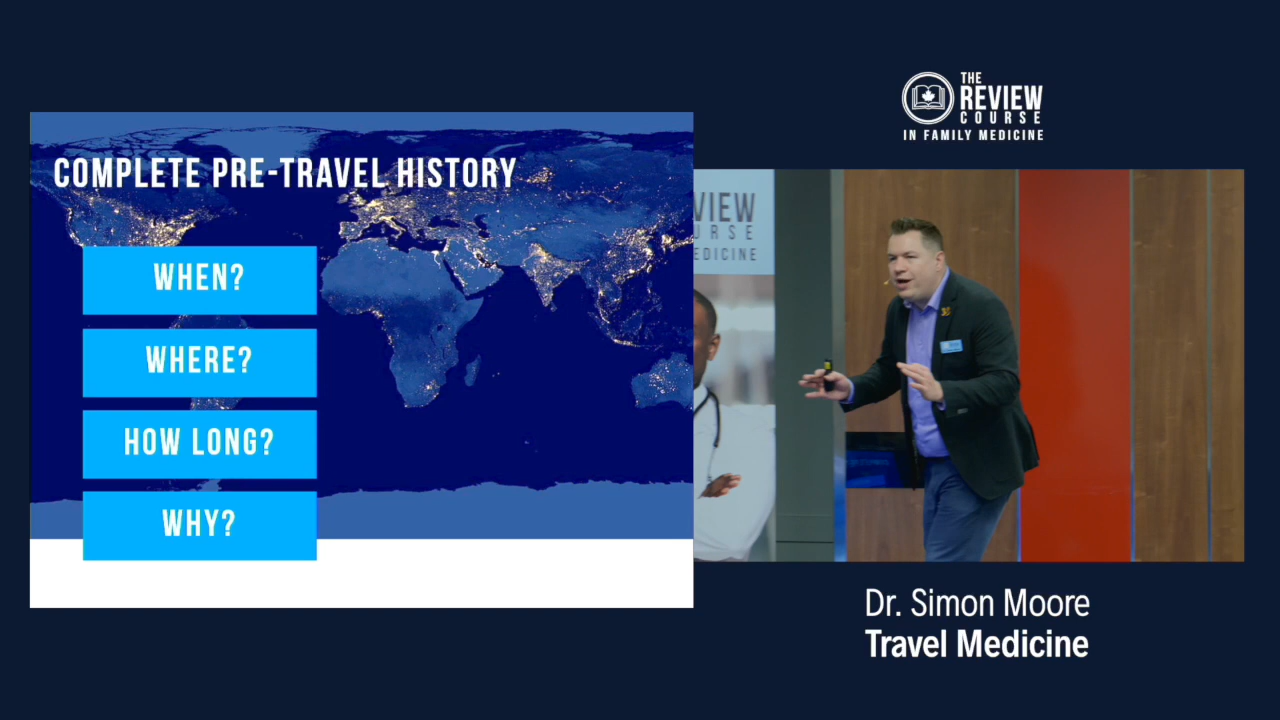 COMPLETE PRE-TRAVEL HISTORY
WHEN?
WHERE?
HOW LONG?
WHY?
THE
REVIEW
COURSE
IN FAMILY MEDICINE
VIEW
URSE
EDICINE
Dr. Simon Moore
Travel Medicine